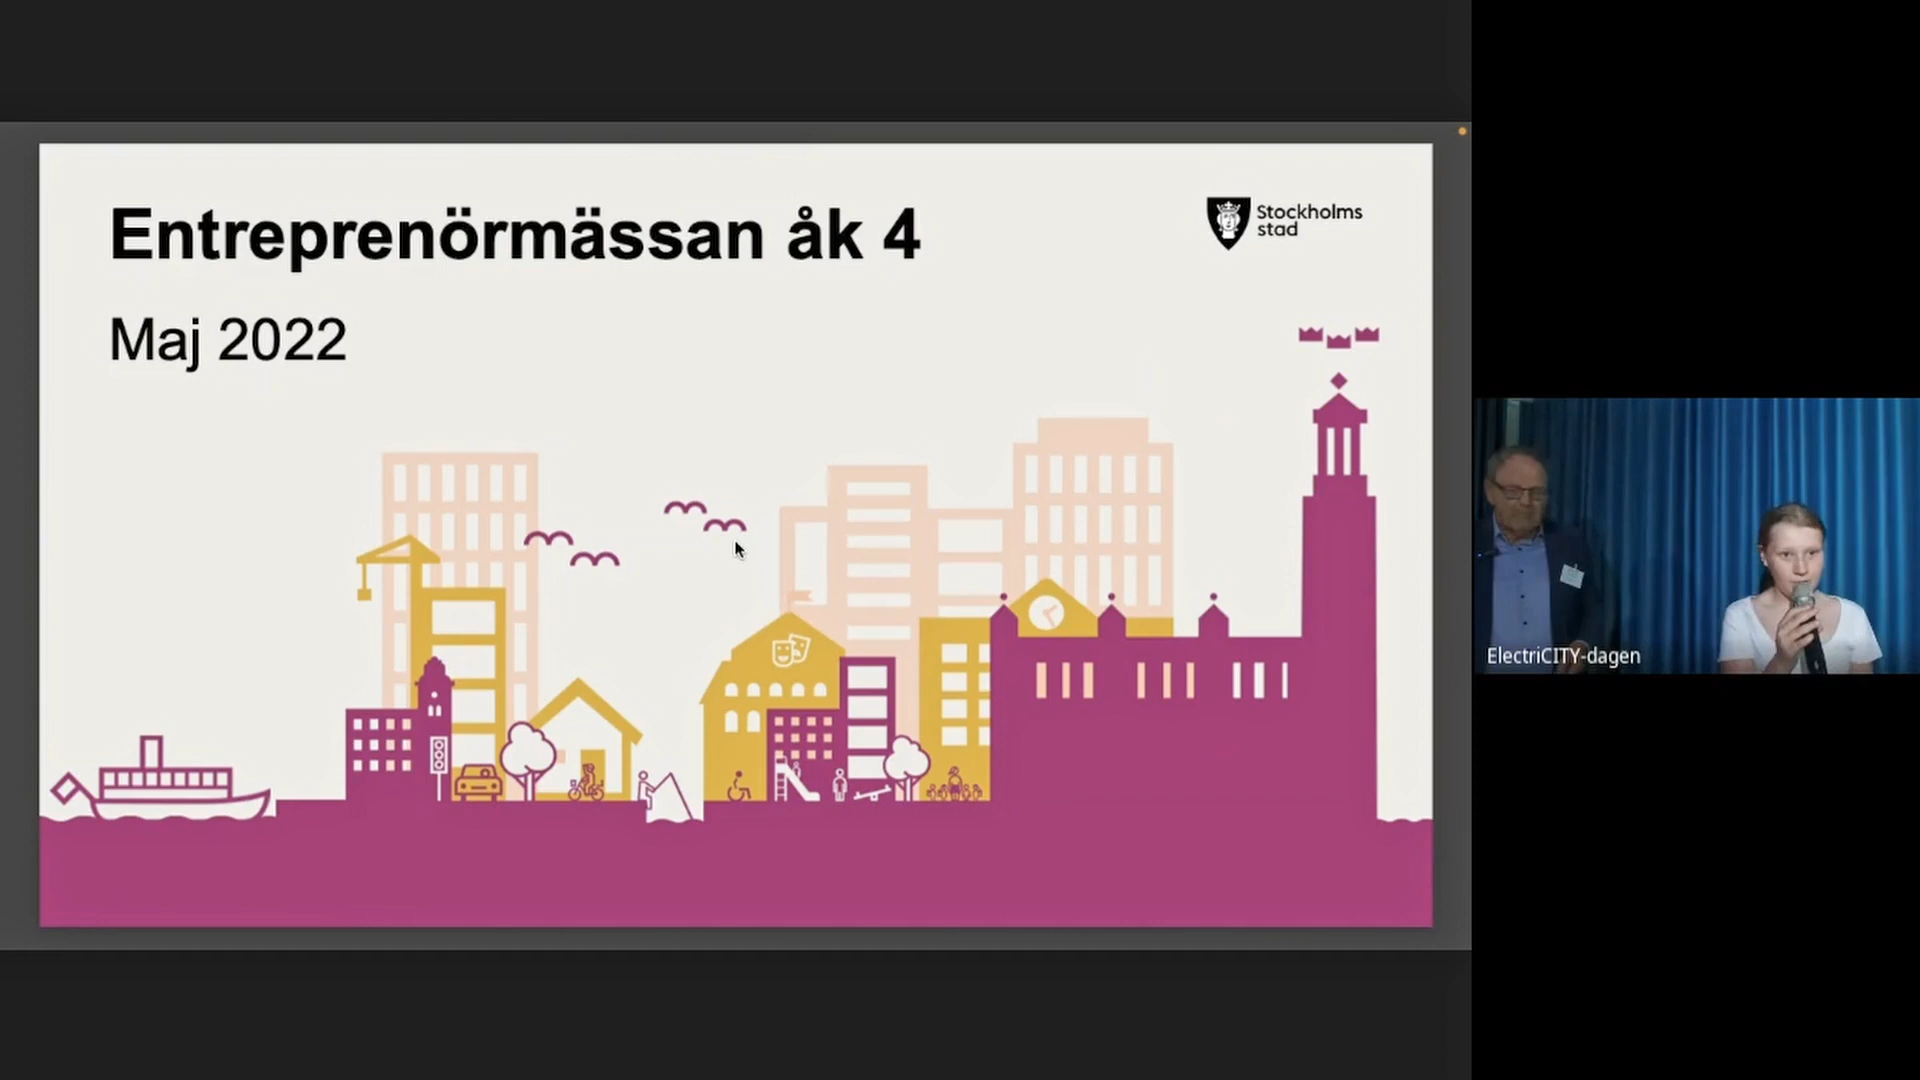 Entreprenörmässan åk 4
Maj 2022
Stockholms
stad
ElectriCITY-dagen